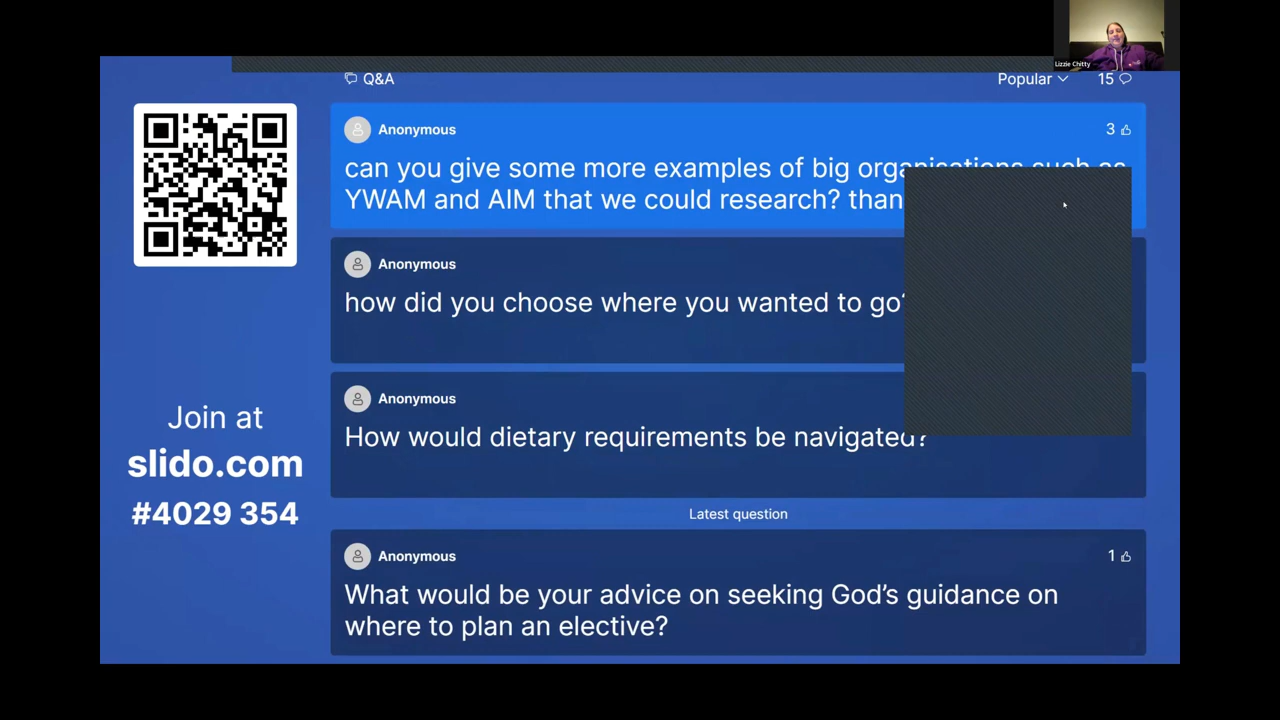 Lizzie Chitty
Q&A
Popular
15
Anonymous
3
can you give some more examples of big organisations such as
YWAM and AIM that we could research? than
Anonymous
how did you choose where you wanted to go?
Anonymous
How would dietary requirements be navigated?
Latest question
Anonymous
1
What would be your advice on seeking God’s guidance on
where to plan an elective?
Join at
slido.com
#4029 354